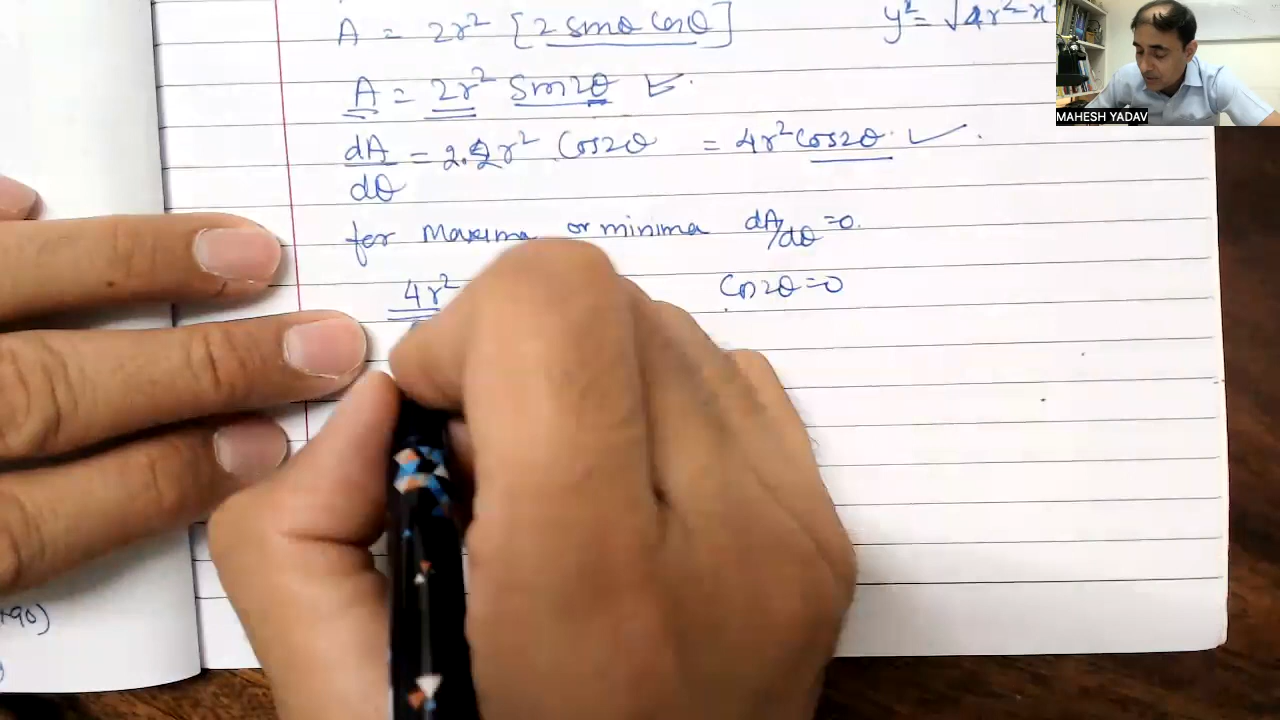 A = 2r² [2 sinθ cosθ]
y² = √4r²-x
A = 2r² Sin2θ
dA/dθ = 2.2r² Cos2θ = 4r² cos2θ
for Maxima or minima dA/dθ = 0.
4r² Cos2θ = 0
+90)
MAHESH YADAV